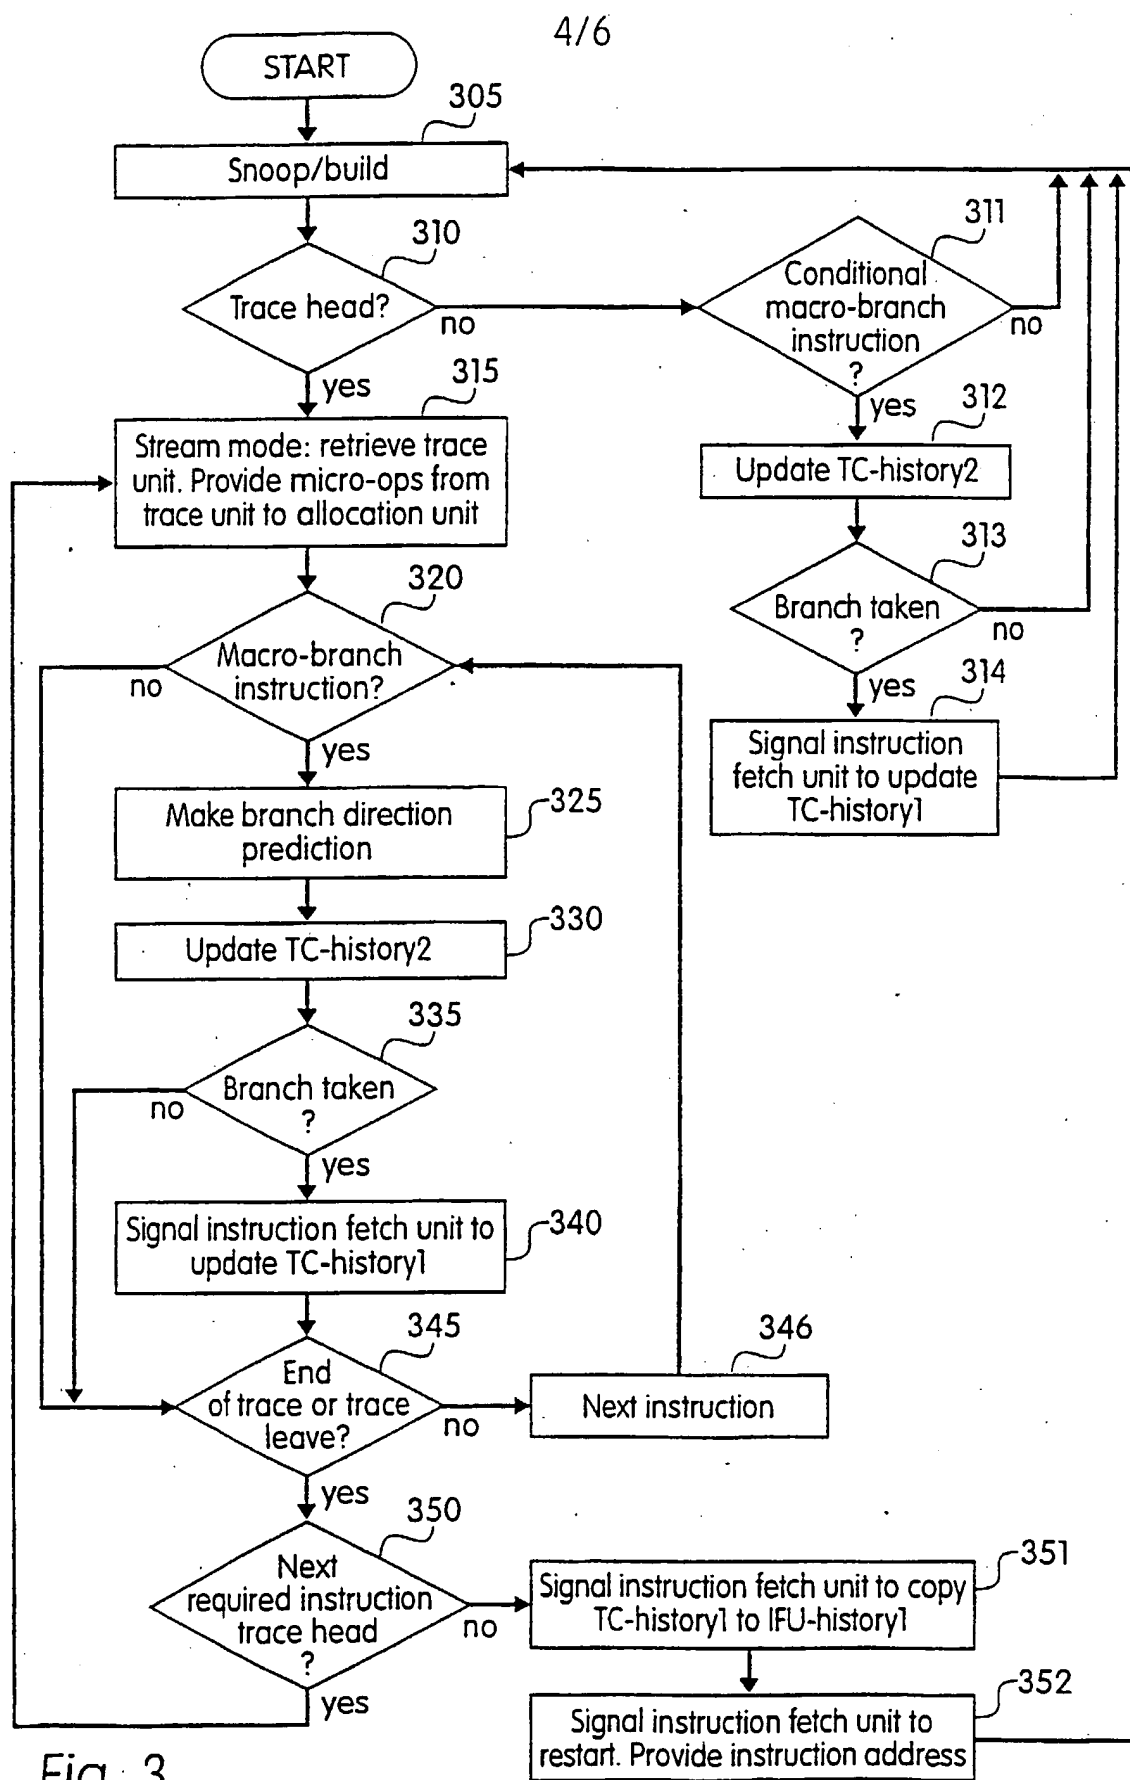 4/6
START
305
Snoop/build
310
Trace head?
no
yes
311
Conditional
macro-branch
instruction
?
no
yes
312
Update TC-history2
313
Branch taken
?
no
yes
314
Signal instruction
fetch unit to update
TC-history1
315
Stream mode: retrieve trace
unit. Provide micro-ops from
trace unit to allocation unit
320
Macro-branch
instruction?
no
yes
Make branch direction
prediction
325
Update TC-history2
330
335
Branch taken
?
no
yes
Signal instruction fetch unit to
update TC-history1
340
345
End
of trace or trace
leave?
no
yes
346
Next instruction
350
Next
required instruction
trace head
?
no
yes
351
Signal instruction fetch unit to copy
TC-history1 to IFU-history1
352
Signal instruction fetch unit to
restart. Provide instruction address
Fig. 3